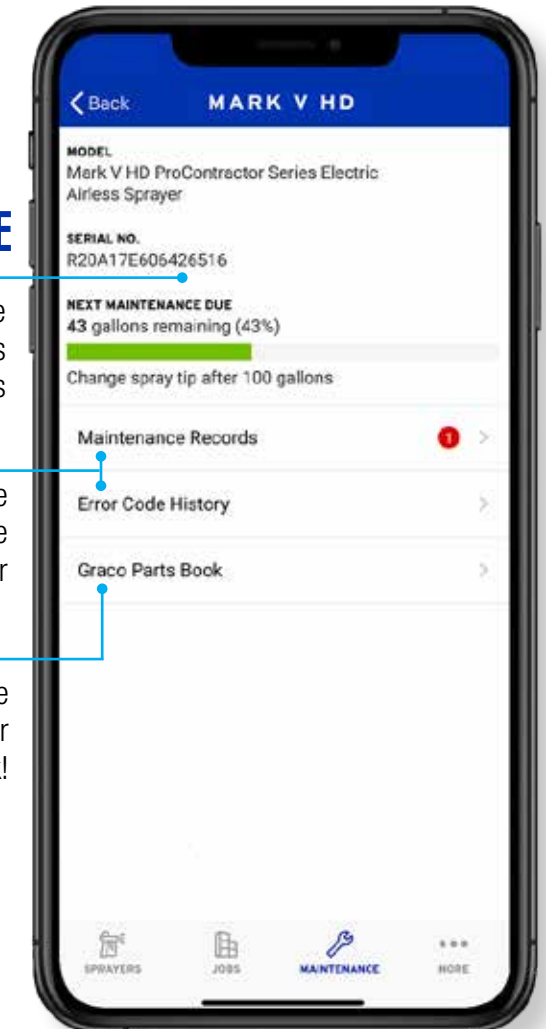 Back MARK V HD
MODEL
Mark V HD ProContractor Series Electric
Airless Sprayer
SERIAL NO.
R20A17E606426516
NEXT MAINTENANCE DUE
43 gallons remaining (43%)
Change spray tip after 100 gallons
Maintenance Records 1
Error Code History
Graco Parts Book
SPRAYERS JOBS MAINTENANCE MORE